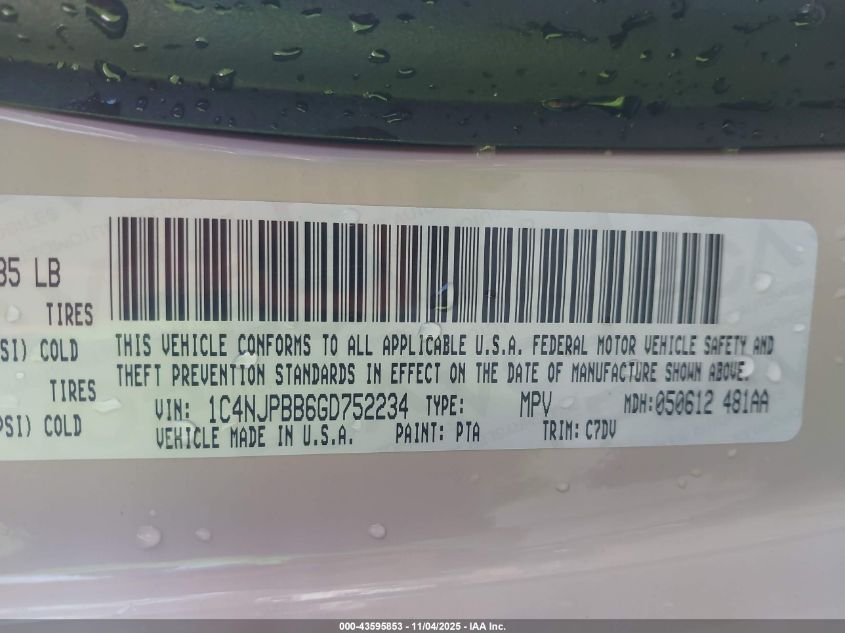 85 LB
TIRES
SI) COLD
TIRES
PSI) COLD
THIS VEHICLE CONFORMS TO ALL APPLICABLE U.S.A. FEDERAL MOTOR VEHICLE SAFETY AND
THEFT PREVENTION STANDARDS IN EFFECT ON THE DATE OF MANUFACTURE SHOWN ABOVE.
VIN: 1C4NJPBB6GD752234 TYPE: MPV MDH:050612 481AA
VEHICLE MADE IN U.S.A. PAINT: PTA TRIM: C7DV
000-43595853 - 11/04/2025 - IAA Inc.